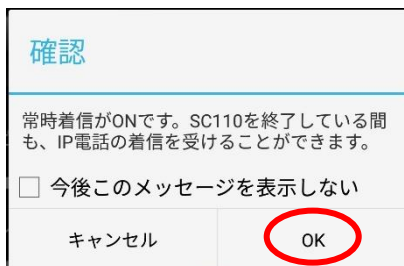 確認
常時着信がONです。SC110を終了している間
も、IP電話の着信を受けることができます。
今後このメッセージを表示しない
キャンセル
OK